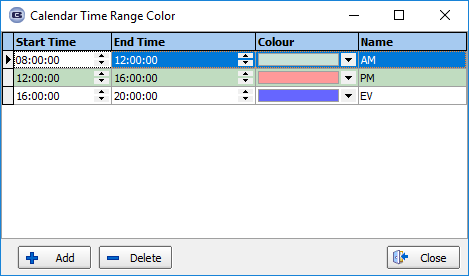 Calendar Time Range Color
Start Time End Time Colour Name
08:00:00 12:00:00 AM
12:00:00 16:00:00 PM
16:00:00 20:00:00 EV
Add Delete Close